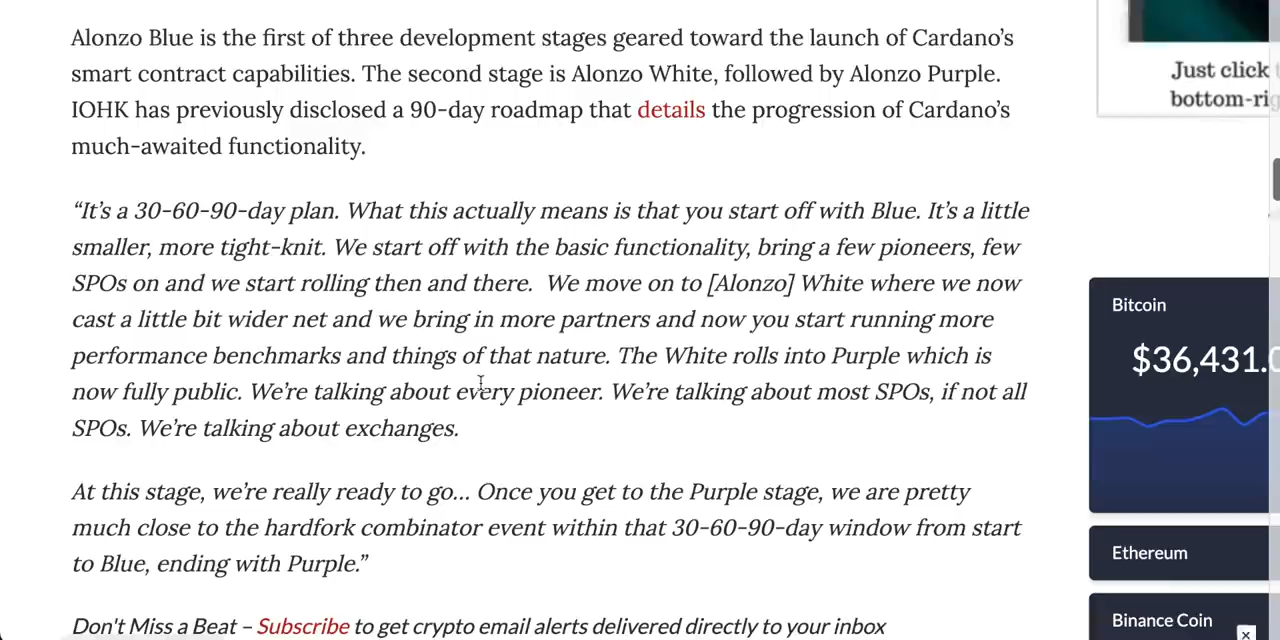 Alonzo Blue is the first of three development stages geared toward the launch of Cardano’s
smart contract capabilities. The second stage is Alonzo White, followed by Alonzo Purple.
IOHK has previously disclosed a 90-day roadmap that details the progression of Cardano’s
much-awaited functionality.
“It’s a 30-60-90-day plan. What this actually means is that you start off with Blue. It’s a little
smaller, more tight-knit. We start off with the basic functionality, bring a few pioneers, few
SPOs on and we start rolling then and there.  We move on to [Alonzo] White where we now
cast a little bit wider net and we bring in more partners and now you start running more
performance benchmarks and things of that nature. The White rolls into Purple which is
now fully public. We’re talking about every pioneer. We’re talking about most SPOs, if not all
SPOs. We’re talking about exchanges.
At this stage, we’re really ready to go… Once you get to the Purple stage, we are pretty
much close to the hardfork combinator event within that 30-60-90-day window from start
to Blue, ending with Purple.”
Don't Miss a Beat – Subscribe to get crypto email alerts delivered directly to your inbox
Just click
bottom-rig
Bitcoin
$36,431.0
Ethereum
Binance Coin